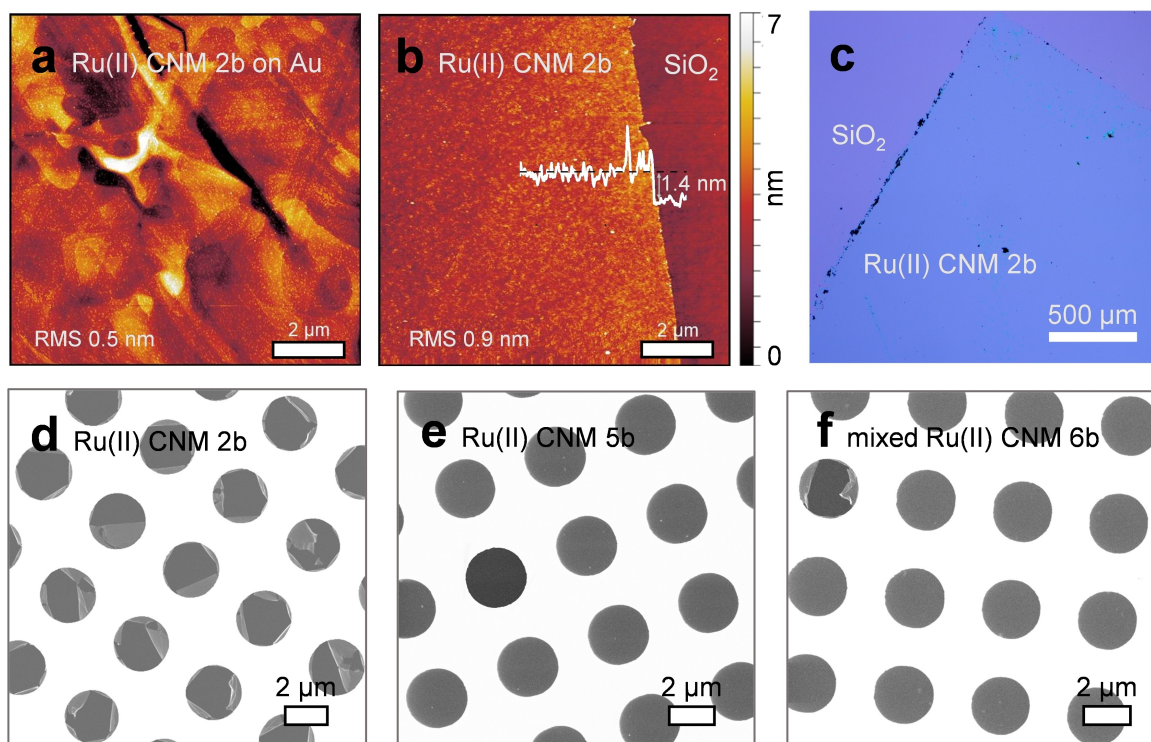 a Ru(II) CNM 2b on Au
RMS 0.5 nm
2 µm
b Ru(II) CNM 2b SiO2
1.4 nm
RMS 0.9 nm
2 µm
7
nm
0
c
SiO2
Ru(II) CNM 2b
500 µm
d Ru(II) CNM 2b
2 µm
e Ru(II) CNM 5b
2 µm
f mixed Ru(II) CNM 6b
2 µm